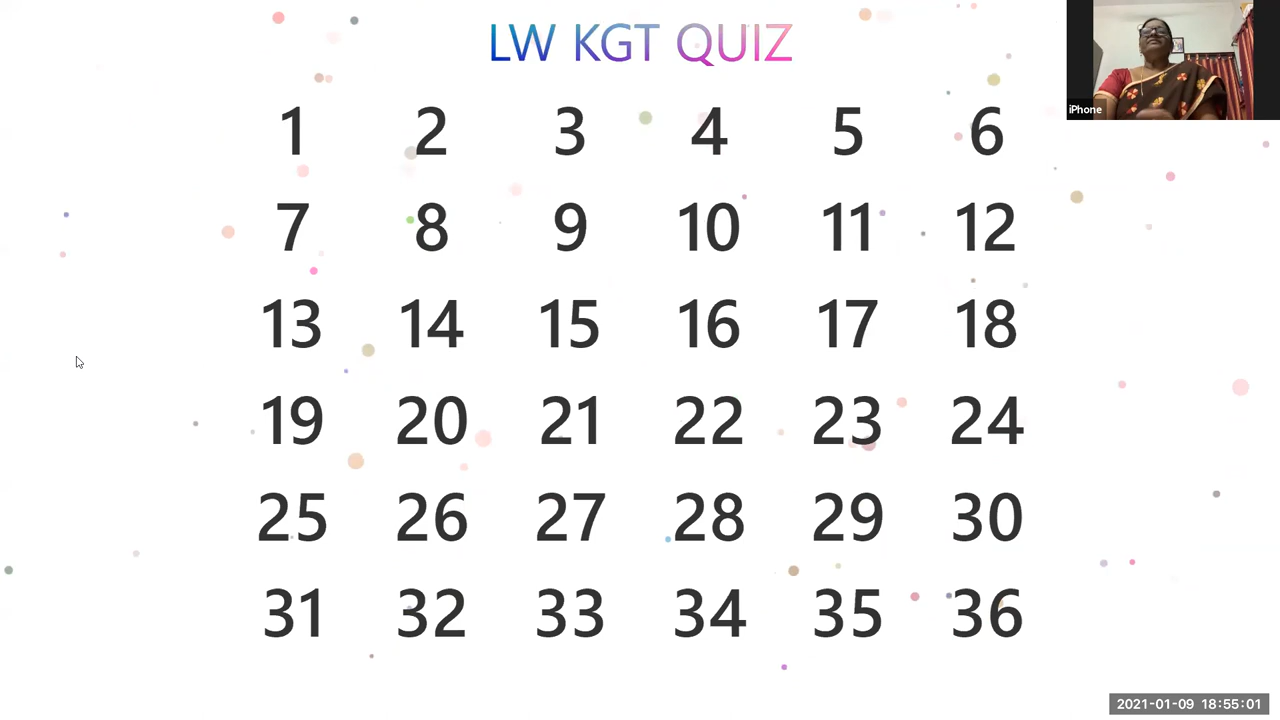 LW KGT QUIZ
iPhone
1 2 3 4 5 6
7 8 9 10 11 12
13 14 15 16 17 18
19 20 21 22 23 24
25 26 27 28 29 30
31 32 33 34 35 36
2021-01-09 18:55:01